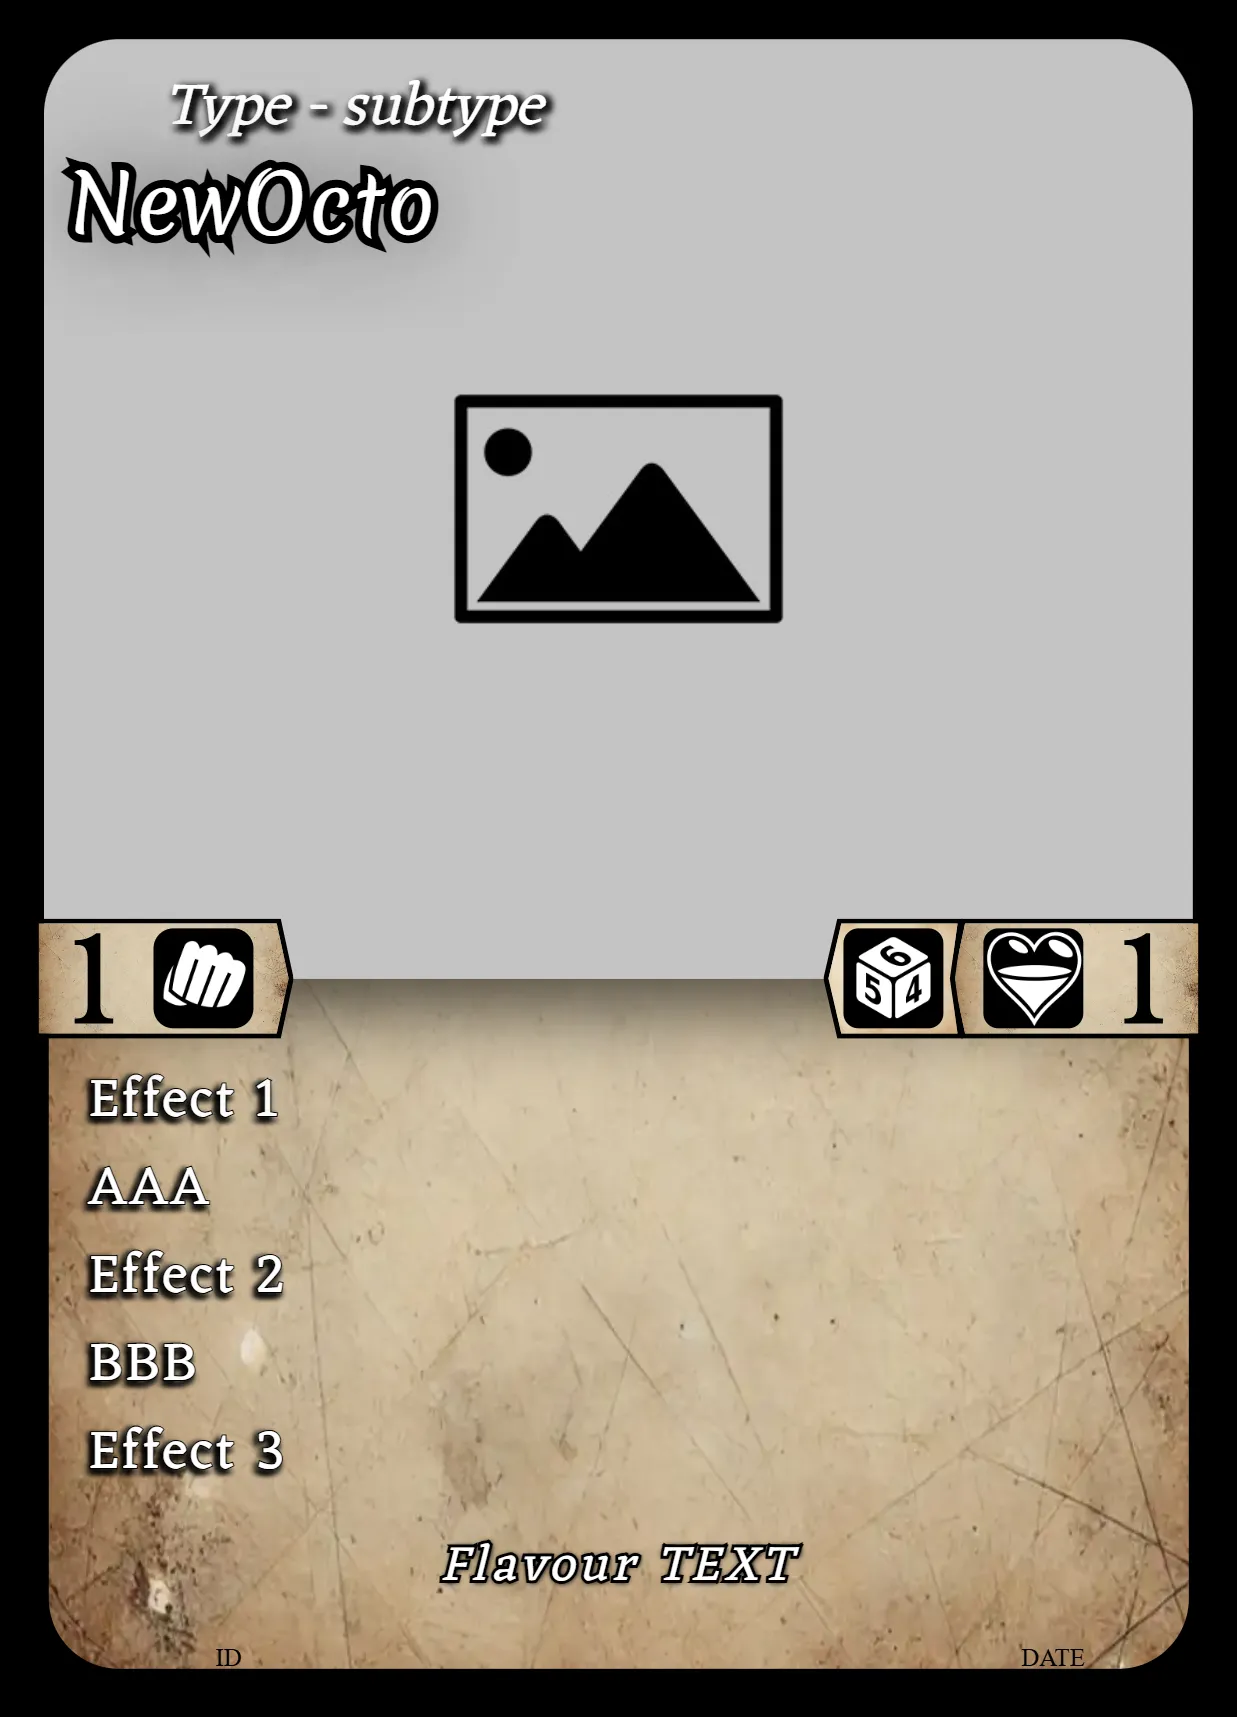 Type - subtype
NewOcto
1
6
5 4
1
Effect 1
AAA
Effect 2
BBB
Effect 3
Flavour TEXT
ID DATE